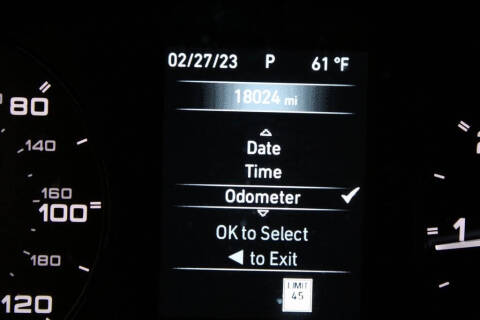 02/27/23 P 61 °F
18024 mi
Date
Time
Odometer ✓
OK to Select
◀ to Exit
LIMIT
45
80
140
160
100
180
120
1